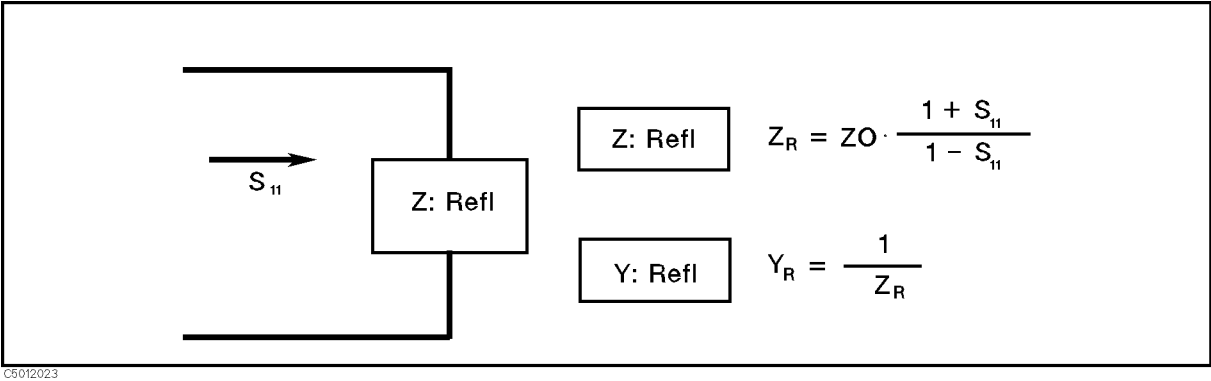 S11
Z: Refl
Z: Refl
ZR = ZO · 1 + S11
1 - S11
Y: Refl
YR = 1
ZR
C5012023